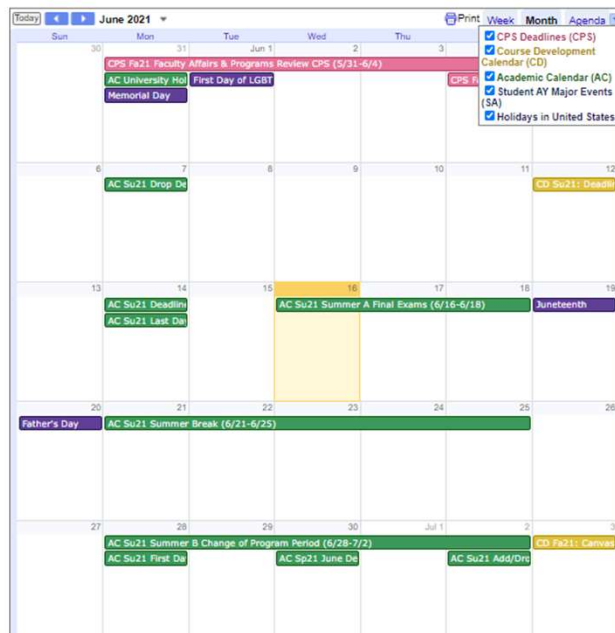 Today June 2021 Print Week Month Agenda
CPS Deadlines (CPS)
Course Development
Calendar (CD)
Academic Calendar (AC)
Student AY Major Events
(SA)
Holidays in United States
Sun Mon Tue Wed Thu
30 31 Jun 1 2 3
CPS Fa21 Faculty Affairs & Programs Review CPS (5/31-6/4)
AC University Hol First Day of LGBT CPS
Memorial Day
6 7 8 9 10 11 12
AC Su21 Drop De CD Su21: Deadlin
13 14 15 16 17 18 19
AC Su21 Deadline AC Su21 Summer A Final Exams (6/16-6/18) Juneteenth
AC Su21 Last Da
20 21 22 23 24 25 26
Father's Day AC Su21 Summer Break (6/21-6/25)
27 28 29 30 Jul 1 2 3
AC Su21 Summer B Change of Program Period (6/28-7/2) CD Fa21: Canvas
AC Su21 First Da AC Sp21 June De AC Su21 Add/Dro